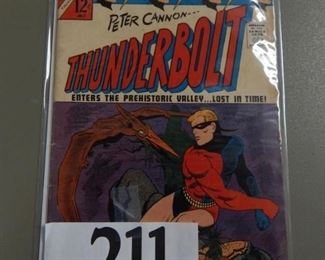 12¢
PETER CANNON...
THUNDERBOLT
ENTERS THE PREHISTORIC VALLEY...LOST IN TIME!
211